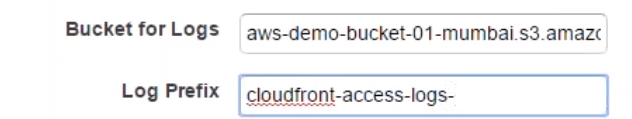 Bucket for Logs aws-demo-bucket-01-mumbai.s3.amazo
Log Prefix cloudfront-access-logs-